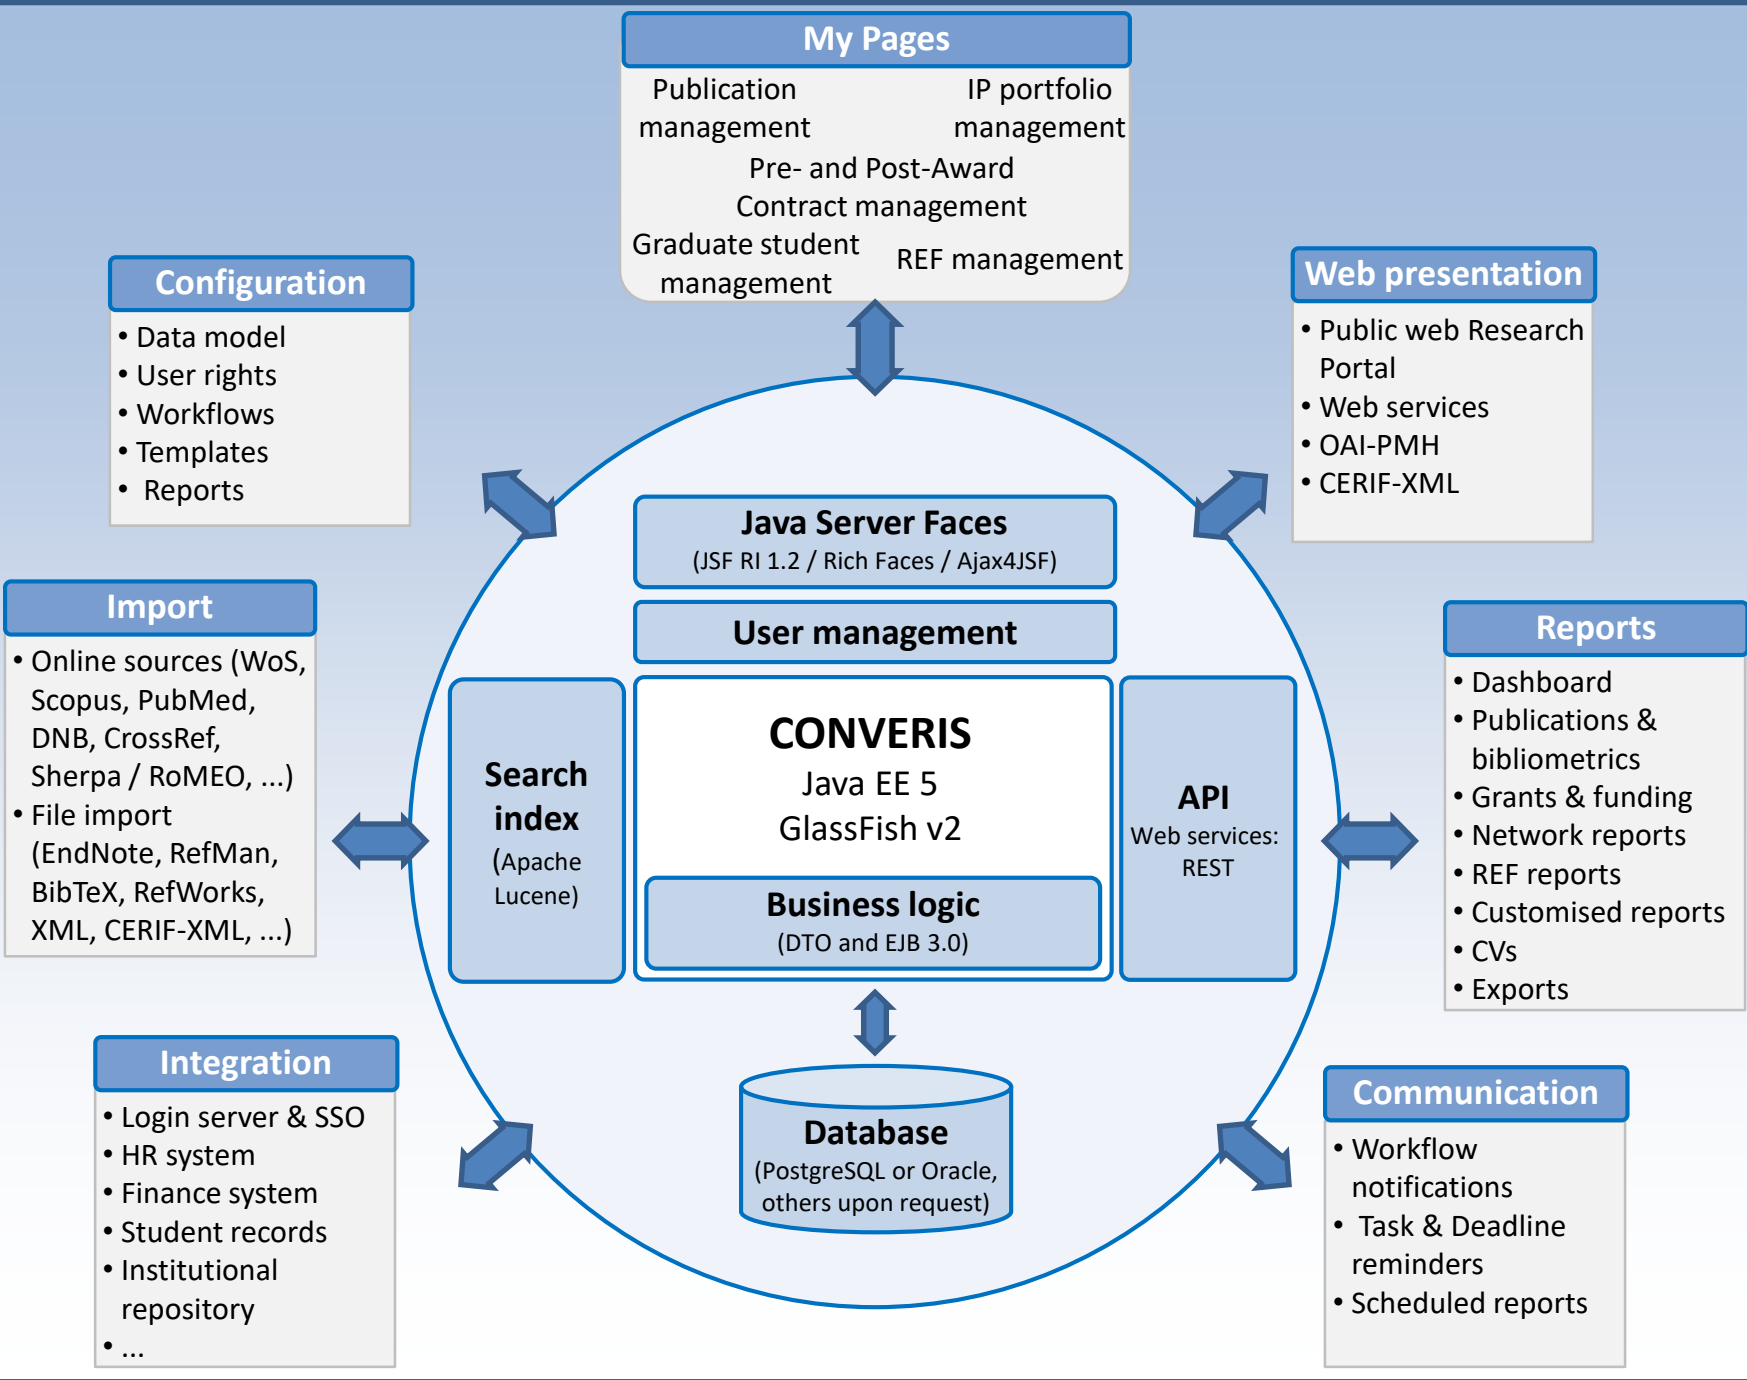 My Pages
Publication
management
IP portfolio
management
Pre- and Post-Award
Contract management
Graduate student
management
REF management
Configuration
• Data model
• User rights
• Workflows
• Templates
• Reports
Web presentation
• Public web Research
Portal
• Web services
• OAI-PMH
• CERIF-XML
Import
• Online sources (WoS,
Scopus, PubMed,
DNB, CrossRef,
Sherpa / RoMEO, ...)
• File import
(EndNote, RefMan,
BibTeX, RefWorks,
XML, CERIF-XML, ...)
Java Server Faces
(JSF RI 1.2 / Rich Faces / Ajax4JSF)
User management
Search
index
(Apache
Lucene)
CONVERIS
Java EE 5
GlassFish v2
Business logic
(DTO and EJB 3.0)
API
Web services:
REST
Database
(PostgreSQL or Oracle,
others upon request)
Reports
• Dashboard
• Publications &
bibliometrics
• Grants & funding
• Network reports
• REF reports
• Customised reports
• CVs
• Exports
Integration
• Login server & SSO
• HR system
• Finance system
• Student records
• Institutional
repository
• ...
Communication
• Workflow
notifications
• Task & Deadline
reminders
• Scheduled reports